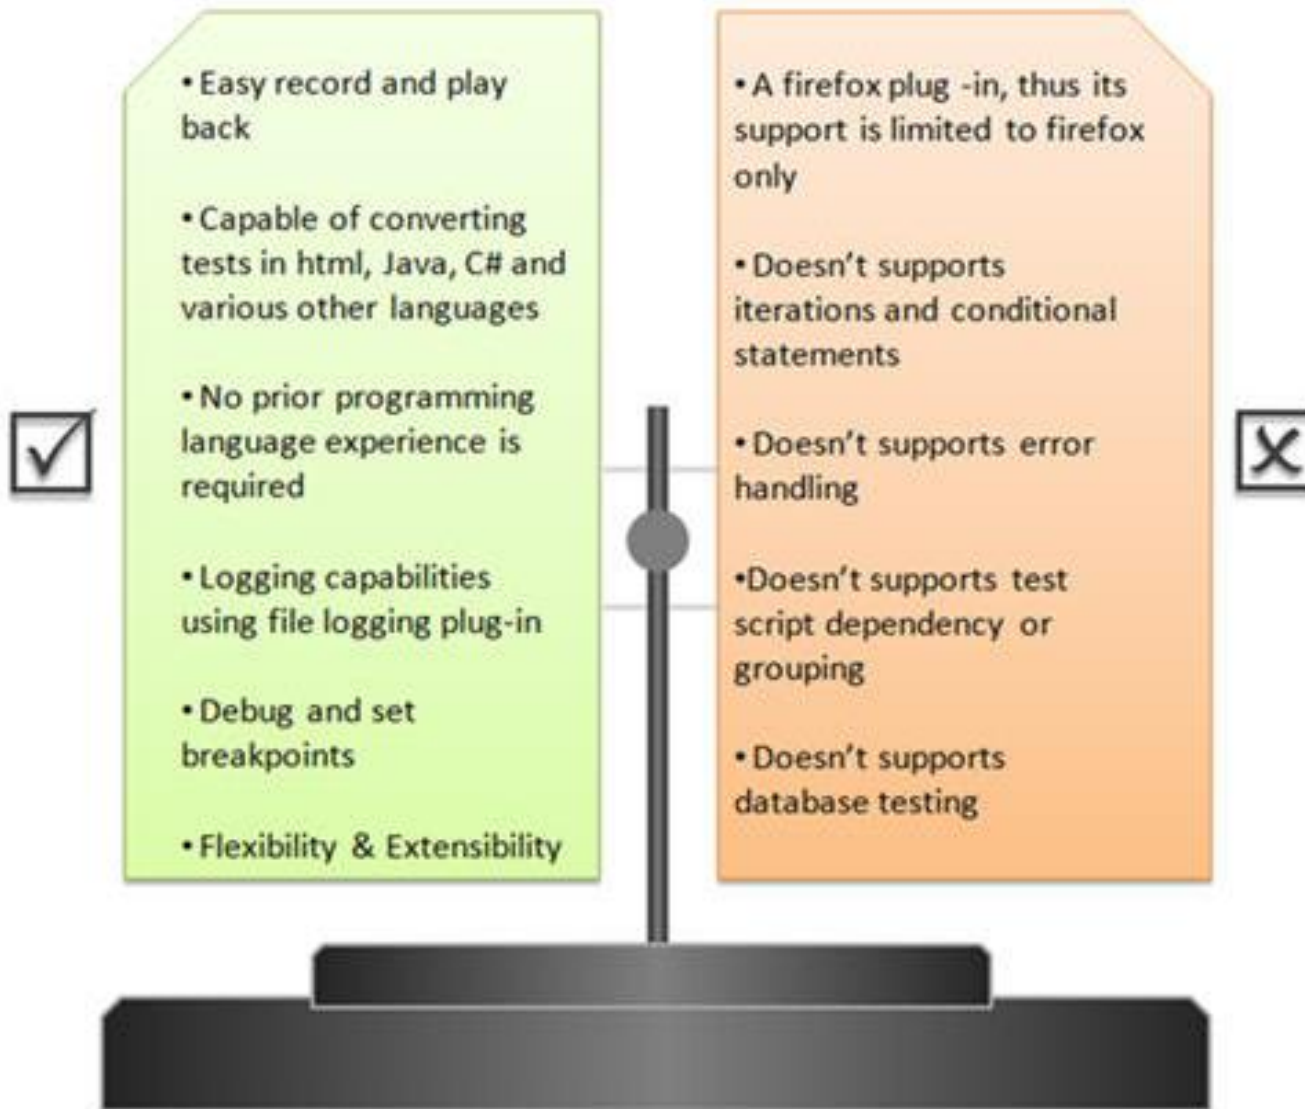 • Easy record and play
back
• Capable of converting
tests in html, Java, C# and
various other languages
• No prior programming
language experience is
required
• Logging capabilities
using file logging plug-in
• Debug and set
breakpoints
• Flexibility & Extensibility
• A firefox plug -in, thus its
support is limited to firefox
only
• Doesn’t supports
iterations and conditional
statements
• Doesn’t supports error
handling
•Doesn’t supports test
script dependency or
grouping
• Doesn’t supports
database testing